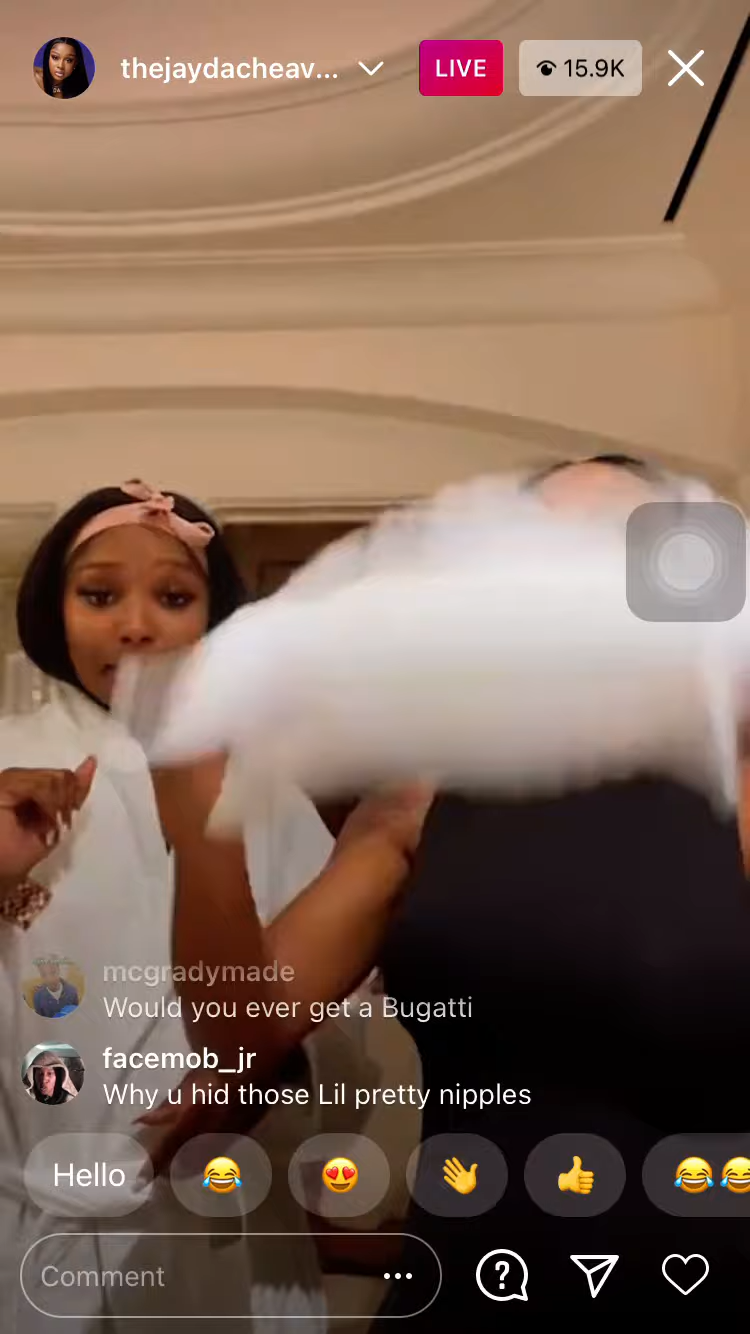 thejaydacheav...
LIVE
15.9K
mcgradymade
Would you ever get a Bugatti
facemob_jr
Why u hid those Lil pretty nipples
Hello
Comment